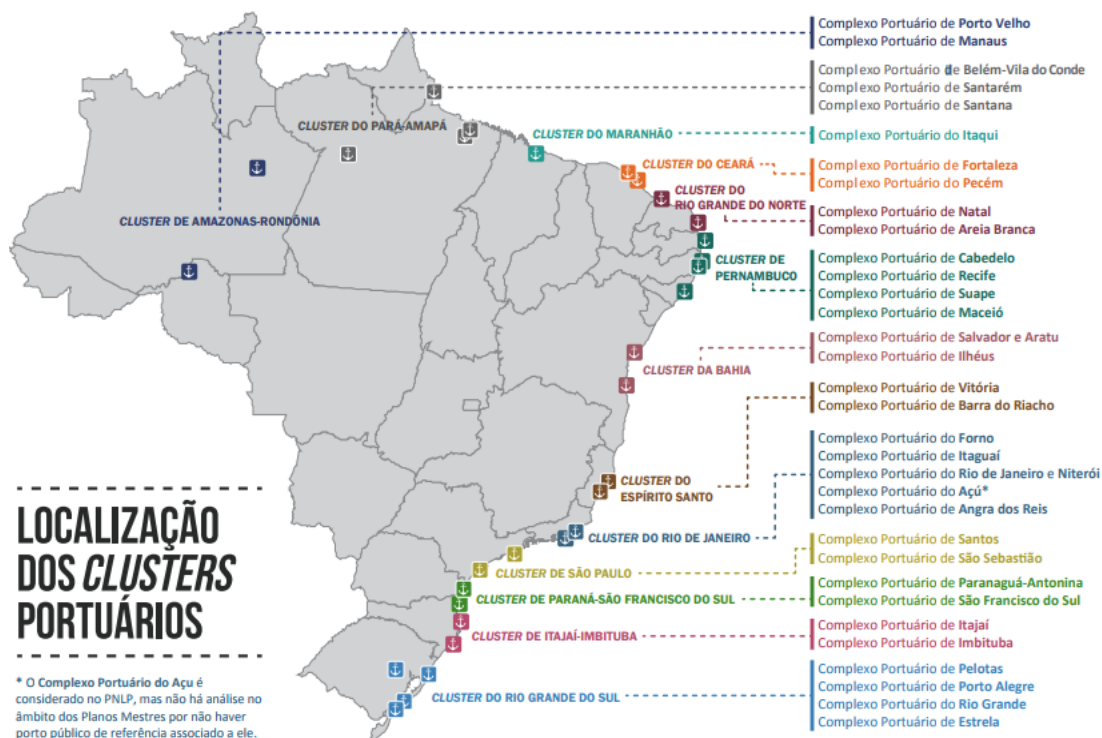 Complexo Portuário de Porto Velho
Complexo Portuário de Manaus
Complexo Portuário de Belém-Vila do Conde
Complexo Portuário de Santarém
Complexo Portuário de Santana
CLUSTER DO PARÁ-AMAPÁ
CLUSTER DO MARANHÃO
Complexo Portuário do Itaqui
CLUSTER DO CEARÁ
Complexo Portuário de Fortaleza
Complexo Portuário do Pecém
CLUSTER DO
RIO GRANDE DO NORTE
Complexo Portuário de Natal
Complexo Portuário de Areia Branca
CLUSTER DE AMAZONAS-RONDÔNIA
CLUSTER DE
PERNAMBUCO
Complexo Portuário de Cabedelo
Complexo Portuário de Recife
Complexo Portuário de Suape
Complexo Portuário de Maceió
Complexo Portuário de Salvador e Aratu
Complexo Portuário de Ilhéus
CLUSTER DA BAHIA
Complexo Portuário de Vitória
Complexo Portuário de Barra do Riacho
CLUSTER DO
ESPÍRITO SANTO
Complexo Portuário do Forno
Complexo Portuário de Itaguaí
Complexo Portuário do Rio de Janeiro e Niterói
Complexo Portuário do Açú*
Complexo Portuário de Angra dos Reis
CLUSTER DO RIO DE JANEIRO
Complexo Portuário de Santos
Complexo Portuário de São Sebastião
CLUSTER DE SÃO PAULO
Complexo Portuário de Paranaguá-Antonina
Complexo Portuário de São Francisco do Sul
CLUSTER DE PARANÁ-SÃO FRANCISCO DO SUL
Complexo Portuário de Itajaí
Complexo Portuário de Imbituba
CLUSTER DE ITAJAÍ-IMBITUBA
Complexo Portuário de Pelotas
Complexo Portuário de Porto Alegre
Complexo Portuário do Rio Grande
Complexo Portuário de Estrela
CLUSTER DO RIO GRANDE DO SUL
LOCALIZAÇÃO
DOS CLUSTERS
PORTUÁRIOS
* O Complexo Portuário do Açu é
considerado no PNLP, mas não há análise no
âmbito dos Planos Mestres por não haver
porto público de referência associado a ele.